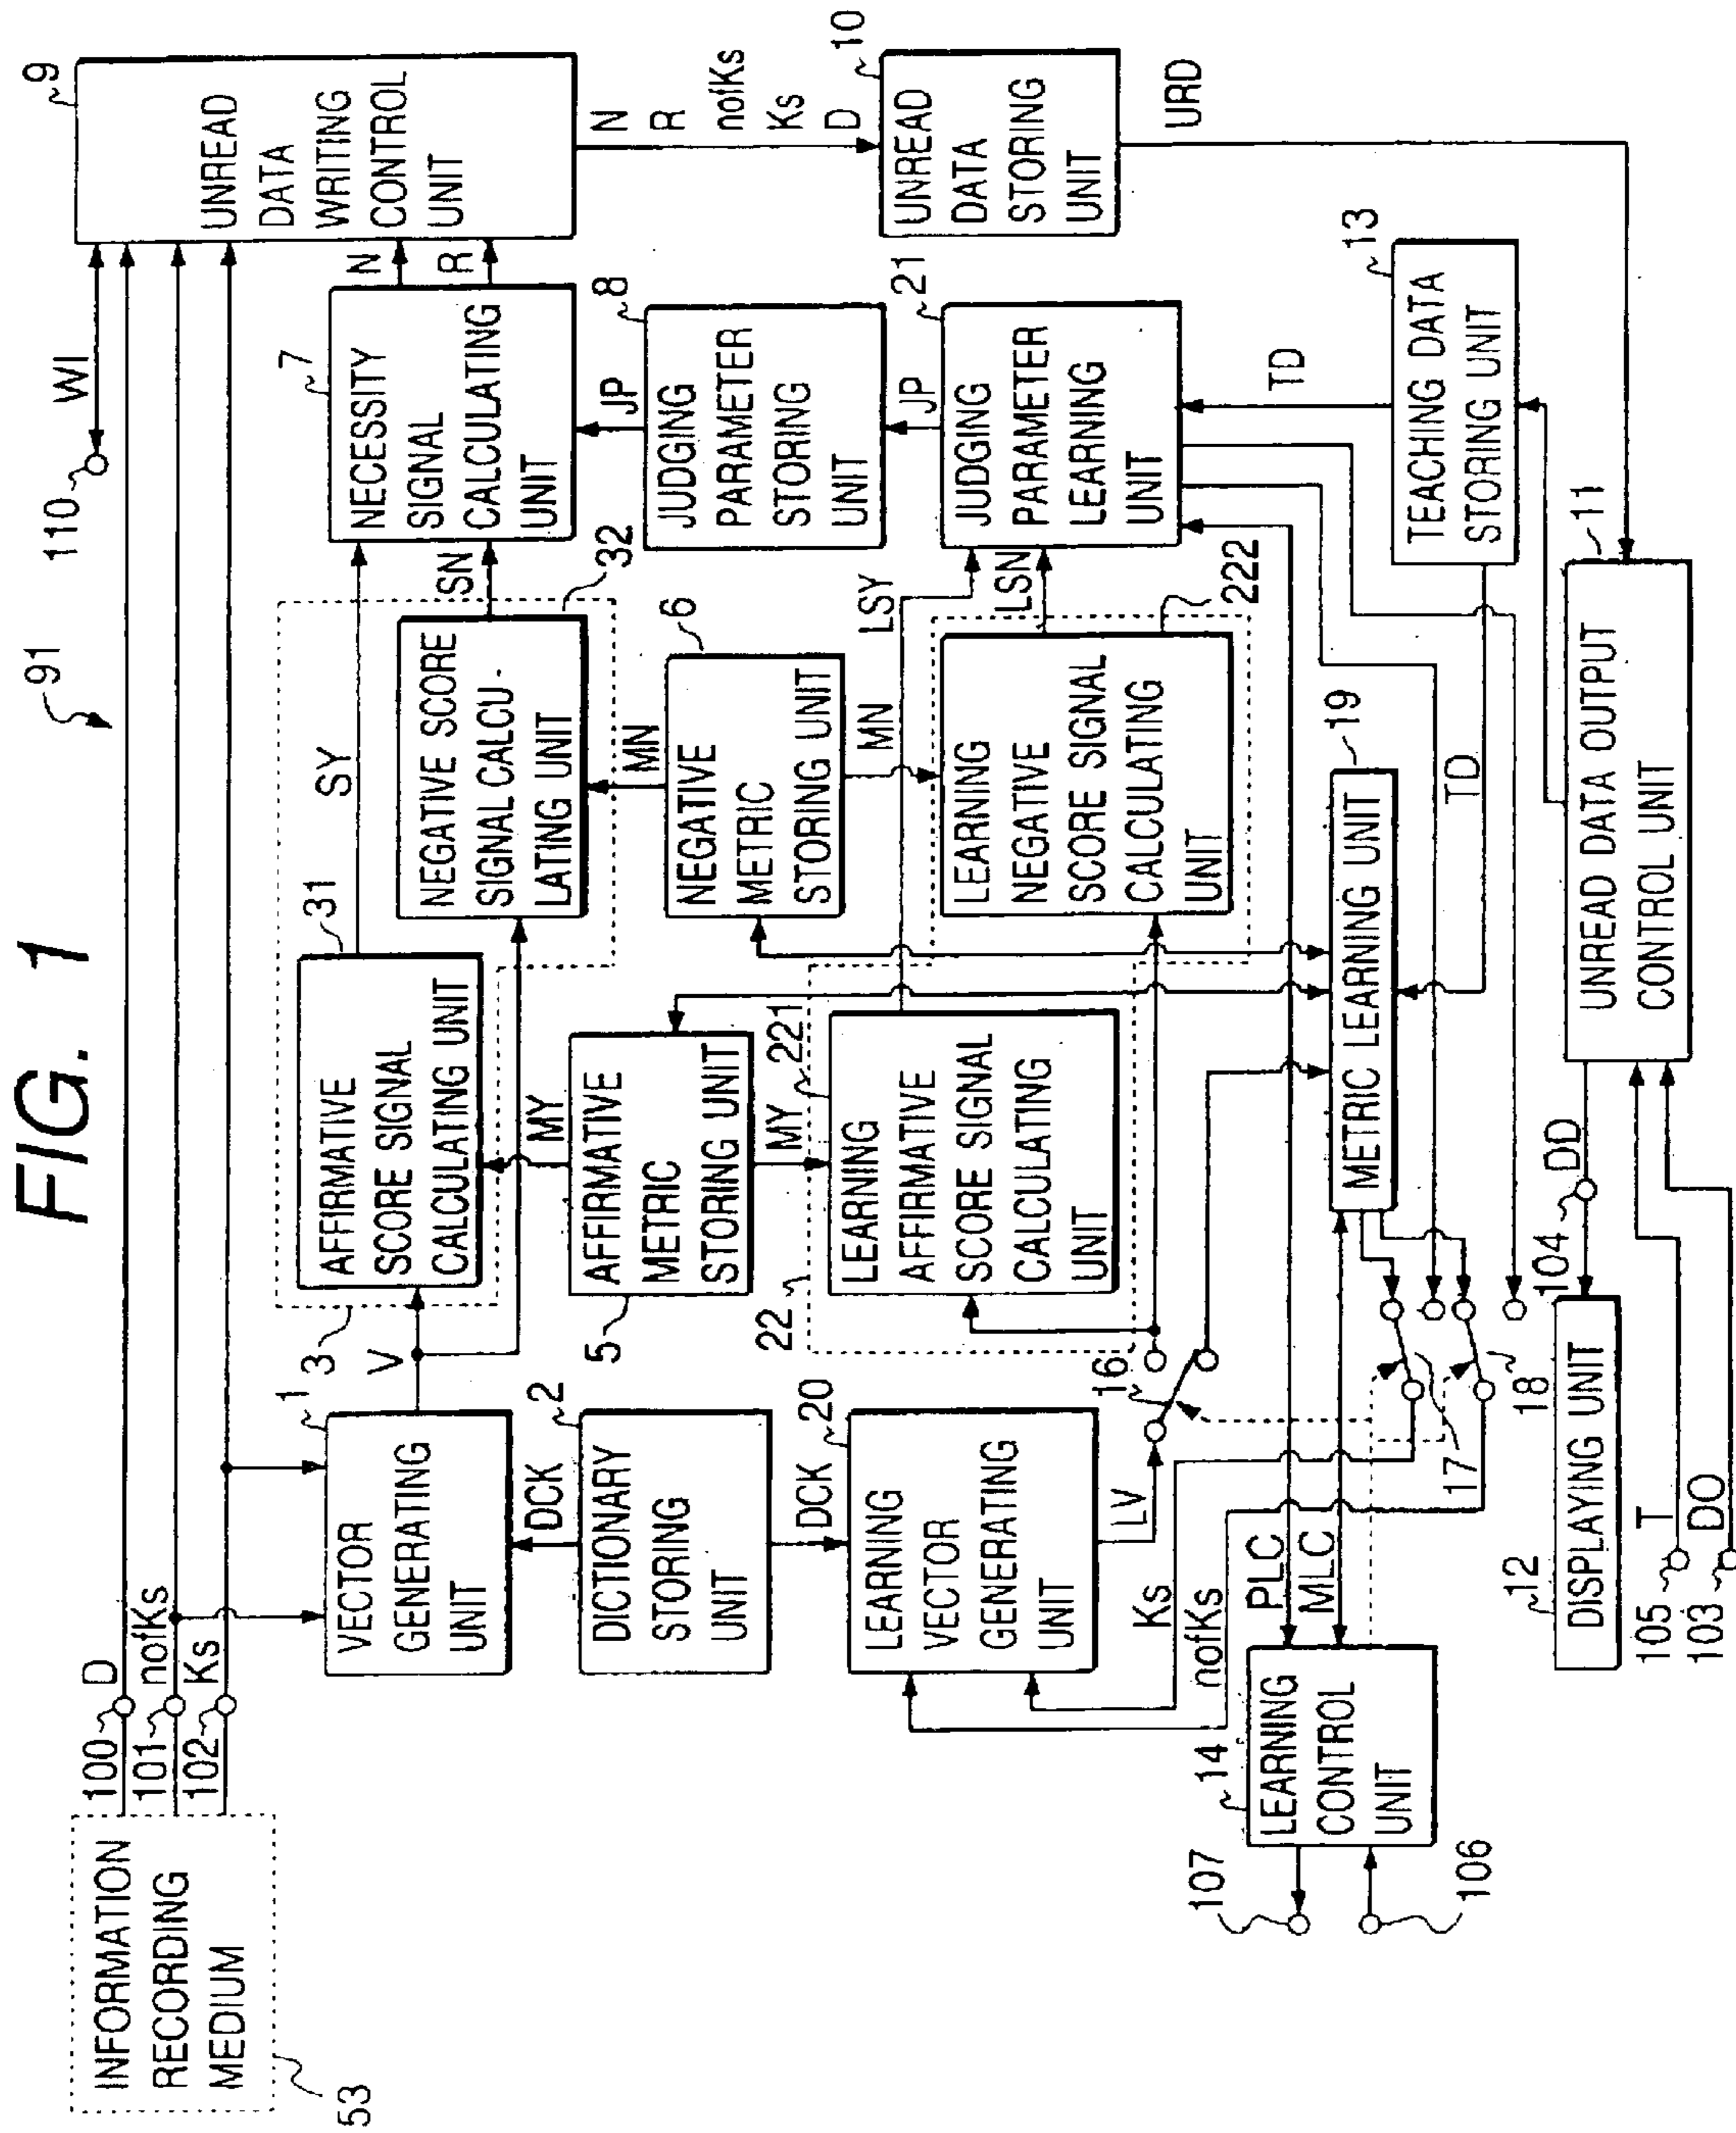 FIG. 1
91
INFORMATION
RECORDING
MEDIUM
53
100
D
101
nofKs
102
Ks
110
WI
9
UNREAD
DATA
WRITING
CONTROL
UNIT
N
R
nofKs
Ks
D
1
VECTOR
GENERATING
UNIT
V
3
31
AFFIRMATIVE
SCORE SIGNAL
CALCULATING UNIT
SY
NEGATIVE SCORE
SIGNAL CALCU-
LATING UNIT
32
SN
7
NECESSITY
SIGNAL
CALCULATING
UNIT
N
R
DCK
2
DICTIONARY
STORING
UNIT
DCK
MY
5
AFFIRMATIVE
METRIC
STORING UNIT
MY
MN
6
NEGATIVE
METRIC
STORING UNIT
MN
JP
8
JUDGING
PARAMETER
STORING
UNIT
JP
10
UNREAD
DATA
STORING
UNIT
URD
20
LEARNING
VECTOR
GENERATING
UNIT
LV
22
221
LEARNING
AFFIRMATIVE
SCORE SIGNAL
CALCULATING
UNIT
LSY
LEARNING
NEGATIVE
SCORE SIGNAL
CALCULATING
UNIT
222
LSN
21
JUDGING
PARAMETER
LEARNING
UNIT
TD
16
Ks
nofKs
PLC
MLC
14
LEARNING
CONTROL
UNIT
107
106
17
18
19
METRIC LEARNING UNIT
TD
13
TEACHING DATA
STORING UNIT
12
DISPLAYING UNIT
104
DD
11
UNREAD DATA OUTPUT
CONTROL UNIT
105
T
103
DO